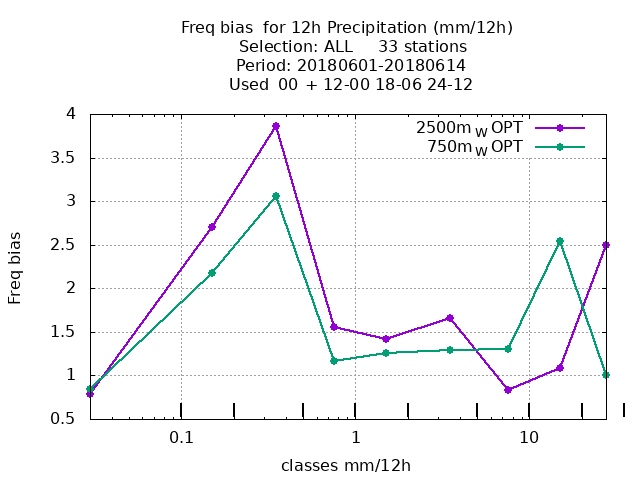 Freq bias  for 12h Precipitation (mm/12h)
Selection: ALL     33 stations
Period: 20180601-20180614
Used  00  + 12-00 18-06 24-12
2500m W OPT
750m W OPT
4
3.5
3
2.5
2
1.5
1
0.5
Freq bias
0.1 1 10
classes mm/12h